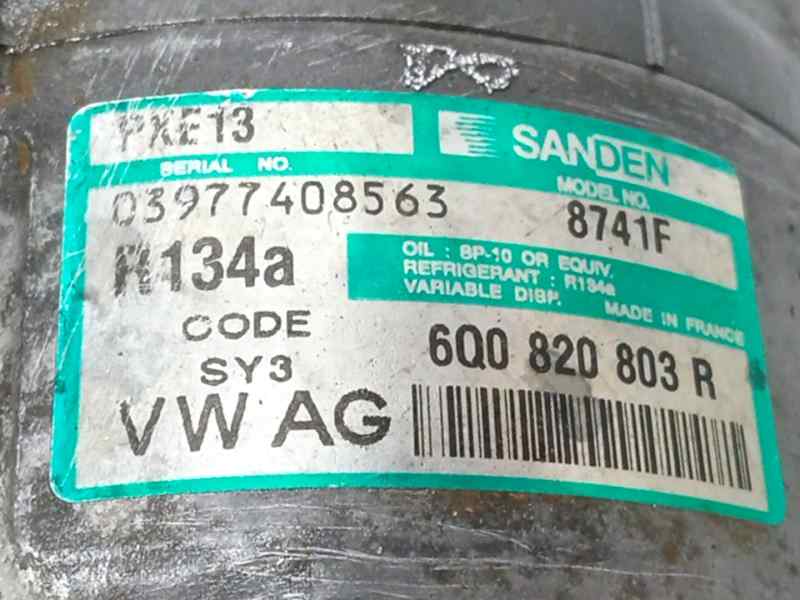 PXE13
SANDEN
SERIAL NO.
MODEL NO.
03977408563
8741F
R134a
OIL : SP-10 OR EQUIV.
REFRIGERANT : R134a
VARIABLE DISP.
MADE IN FRANCE
CODE
6Q0 820 803 R
SY3
VW AG